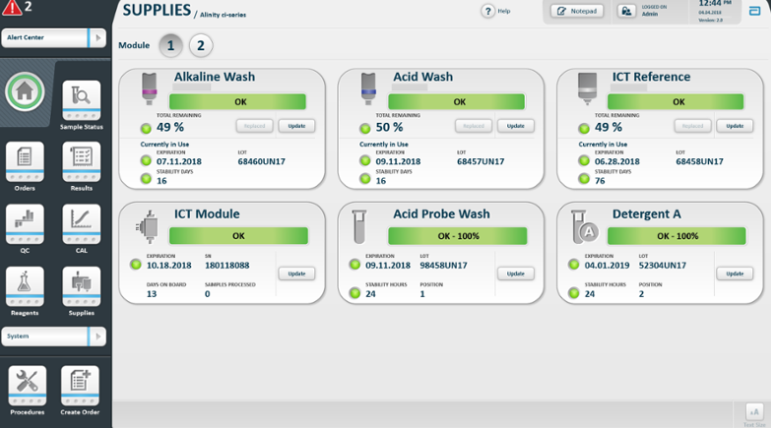 2
SUPPLIES / Alinity ci-series
? Help
Notepad
LOGGED ON
Admin
12:44 PM
Version: 2.0
Alert Center
Module 1 2
Sample Status
Orders
Results
QC
CAL
Reagents
Supplies
System
Procedures
Create Order
Alkaline Wash
OK
TOTAL REMAINING
49 %
Replaced
Update
Currently in Use
EXPIRATION LOT
07.11.2018 68460UN17
STABILITY DAYS
16
Acid Wash
OK
TOTAL REMAINING
50 %
Replaced
Update
Currently in Use
EXPIRATION LOT
09.11.2018 68457UN17
STABILITY DAYS
16
ICT Reference
OK
TOTAL REMAINING
49 %
Replaced
Update
Currently in Use
EXPIRATION LOT
06.28.2018 68458UN17
STABILITY DAYS
76
ICT Module
OK
EXPIRATION SN
10.18.2018 180118088
Update
DAYS ON BOARD SAMPLES PROCESSED
13 0
Acid Probe Wash
OK - 100%
EXPIRATION LOT
09.11.2018 98458UN17
Update
STABILITY HOURS POSITION
24 1
Detergent A
A
OK - 100%
EXPIRATION LOT
04.01.2019 52304UN17
Update
STABILITY HOURS POSITION
24 2
+A
Text Size